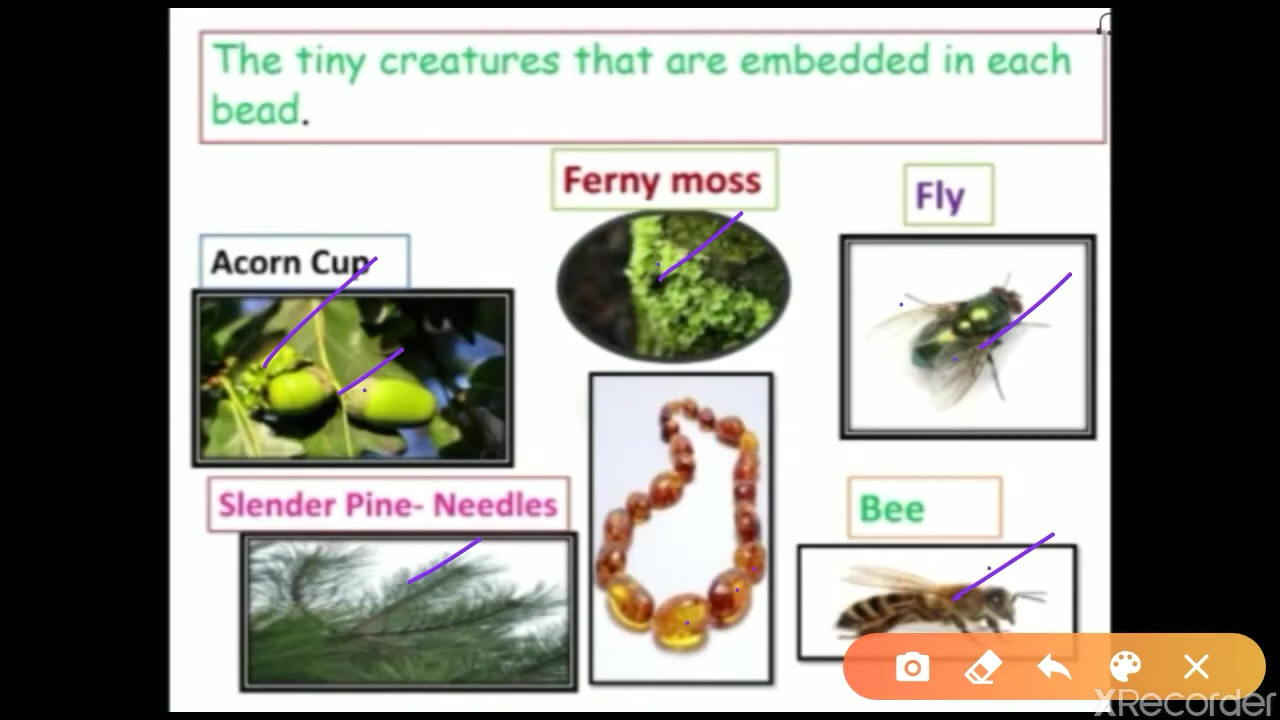 The tiny creatures that are embedded in each
bead.
Ferny moss
Fly
Acorn Cup
Slender Pine- Needles
Bee
XRecorder